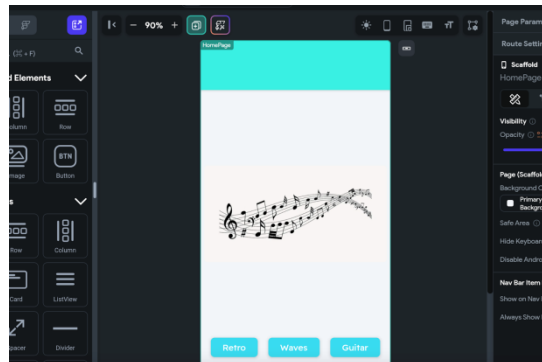 90%
Page Param
Route Settin
(⌘ + F)
HomePage
d Elements
Scaffold
HomePage
olumn
Row
Visibility
Opacity
BTN
mage
Button
s
Page (Scaffol
Background C
Primary
Backgro
Safe Area
Row
Column
Hide Keyboar
Disable Andro
Nav Bar Item
Card
ListView
Show on Nav
Always Show
Retro
Waves
Guitar
pacer
Divider